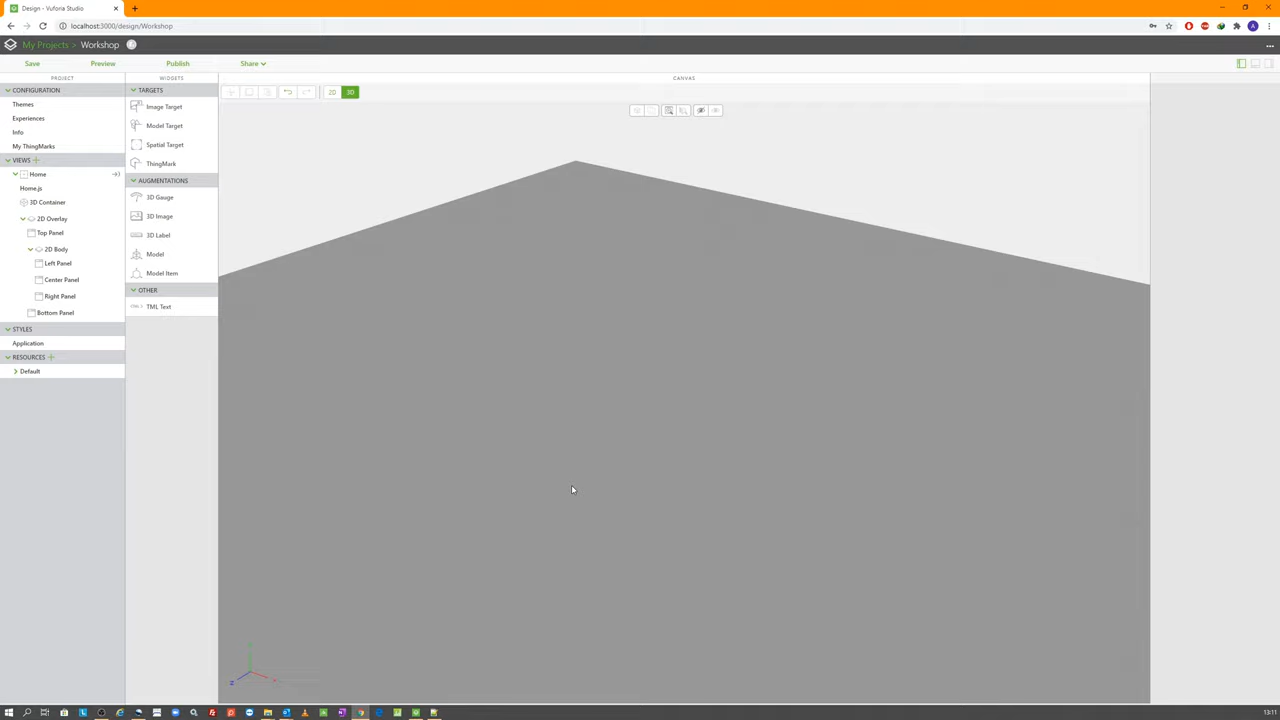 Design - Vuforia Studio
localhost:3000/design/Workshop
My Projects > Workshop
Save Preview Publish Share
PROJECT
CONFIGURATION
Themes
Experiences
Info
My ThingMarks
VIEWS
Home
Home.js
3D Container
2D Overlay
Top Panel
2D Body
Left Panel
Center Panel
Right Panel
Bottom Panel
STYLES
Application
RESOURCES
Default
WIDGETS
TARGETS
Image Target
Model Target
Spatial Target
ThingMark
AUGMENTATIONS
3D Gauge
3D Image
3D Label
Model
Model Item
OTHER
TML Text
CANVAS
2D 3D
z
13:11